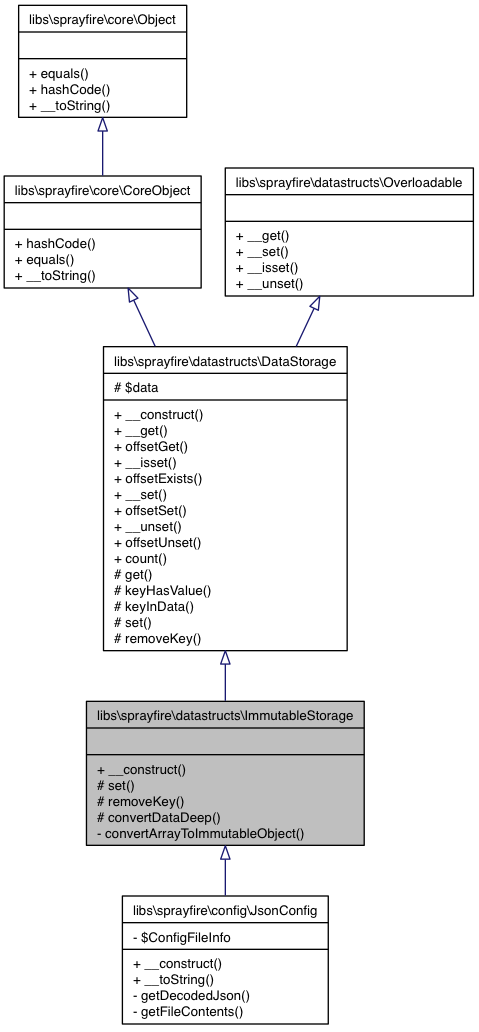 libs\sprayfire\core\Object
+ equals()
+ hashCode()
+ __toString()
libs\sprayfire\core\CoreObject
+ hashCode()
+ equals()
+ __toString()
libs\sprayfire\datastructs\Overloadable
+ __get()
+ __set()
+ __isset()
+ __unset()
libs\sprayfire\datastructs\DataStorage
# $data
+ __construct()
+ __get()
+ offsetGet()
+ __isset()
+ offsetExists()
+ __set()
+ offsetSet()
+ __unset()
+ offsetUnset()
+ count()
# get()
# keyHasValue()
# keyInData()
# set()
# removeKey()
libs\sprayfire\datastructs\ImmutableStorage
+ __construct()
# set()
# removeKey()
# convertDataDeep()
- convertArrayToImmutableObject()
libs\sprayfire\config\JsonConfig
- $ConfigFileInfo
+ __construct()
+ __toString()
- getDecodedJson()
- getFileContents()